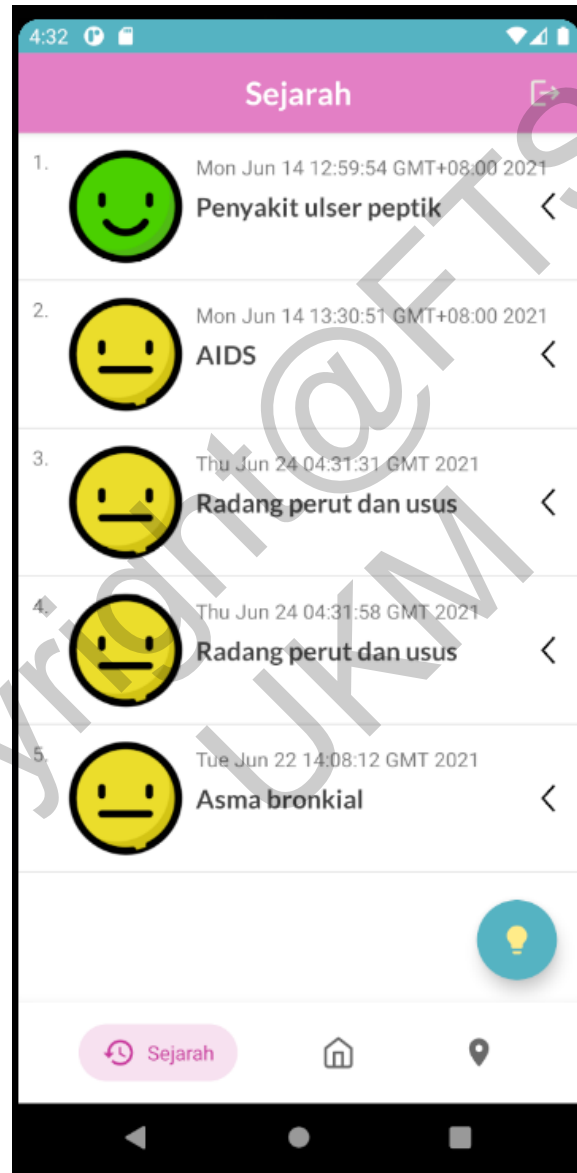 4:32
Sejarah
1.
Mon Jun 14 12:59:54 GMT+08:00 2021
Penyakit ulser peptik
2.
Mon Jun 14 13:30:51 GMT+08:00 2021
AIDS
3.
Thu Jun 24 04:31:31 GMT 2021
Radang perut dan usus
4.
Thu Jun 24 04:31:58 GMT 2021
Radang perut dan usus
5.
Tue Jun 22 14:08:12 GMT 2021
Asma bronkial
Sejarah
yright@FTS
UKM